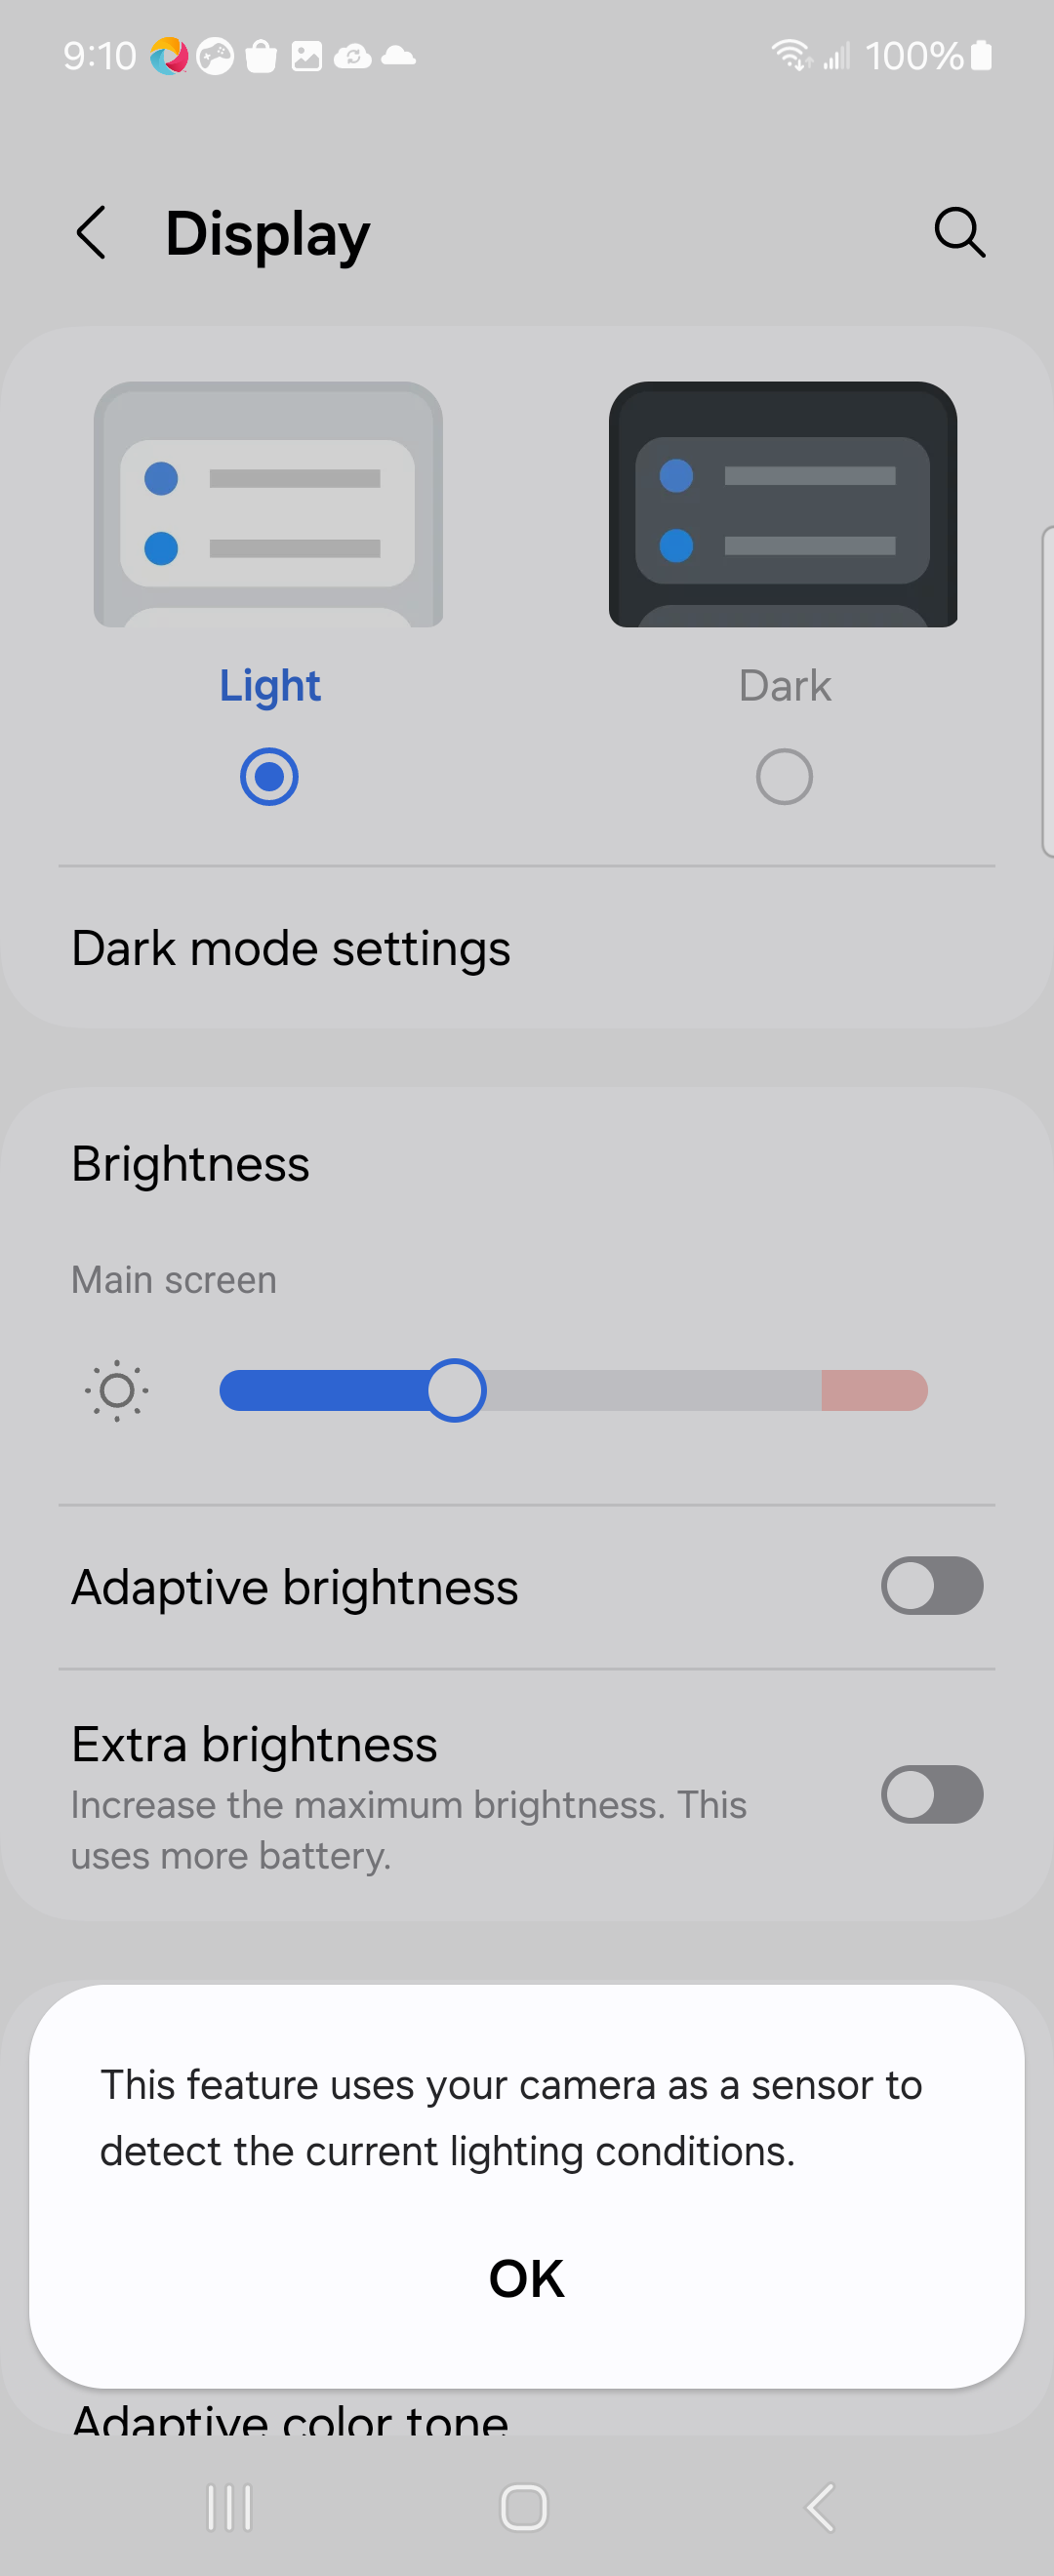 9:10
100%
Display
Light
Dark
Dark mode settings
Brightness
Main screen
Adaptive brightness
Extra brightness
Increase the maximum brightness. This
uses more battery.
This feature uses your camera as a sensor to
detect the current lighting conditions.
OK
Adaptive color tone